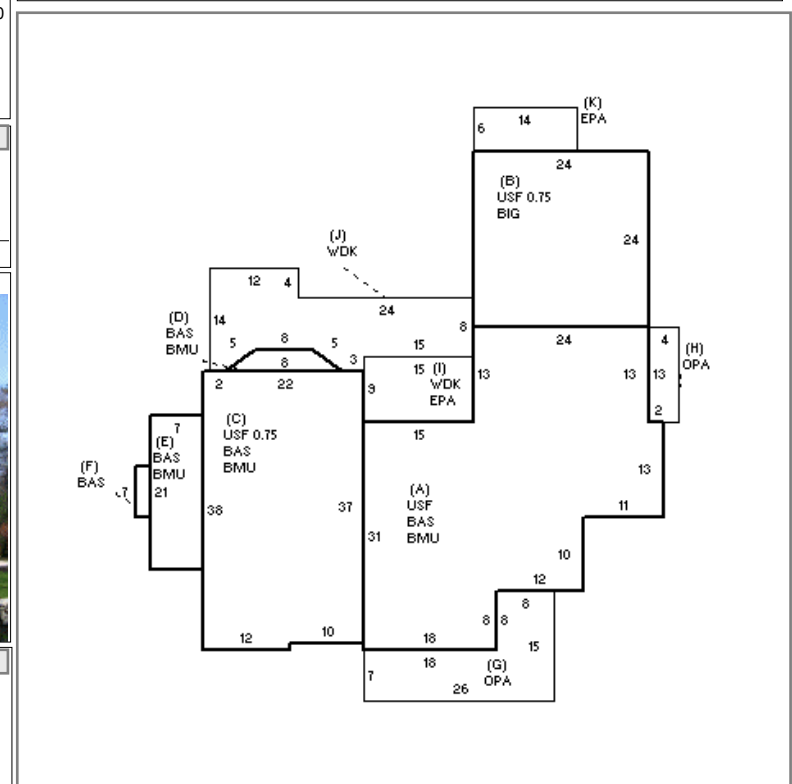 0
(K)
EPA
14
6
24
(B)
USF 0.75
BIG
24
(J)
WDK
12
4
24
14
(D)
BAS
BMU
5
8
5
15
8
24
8
3
2
22
15
(I)
WDK
EPA
9
13
13
4
13
2
(H)
OPA
15
(C)
USF 0.75
BAS
BMU
7
(E)
BAS
BMU
21
(F)
BAS
7
38
37
31
(A)
USF
BAS
BMU
13
11
10
12
8
8
8
15
12
10
18
18
7
26
(G)
OPA